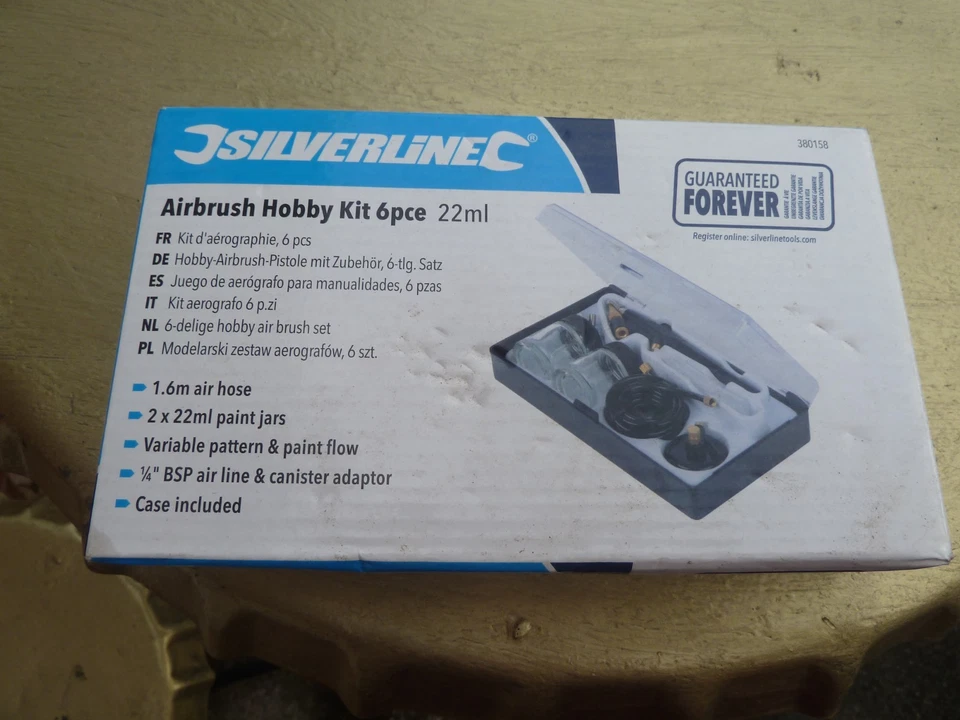 SILVERLINE®
380158
GUARANTEED
FOREVER
Register online: silverlinetools.com
Airbrush Hobby Kit 6pce 22ml
FR Kit d'aérographie, 6 pcs
DE Hobby-Airbrush-Pistole mit Zubehör, 6-tlg. Satz
ES Juego de aerógrafo para manualidades, 6 pzas
IT Kit aerografo 6 p.zi
NL 6-delige hobby air brush set
PL Modelarski zestaw aerografów, 6 szt.
1.6m air hose
2 x 22ml paint jars
Variable pattern & paint flow
¼" BSP air line & canister adaptor
Case included